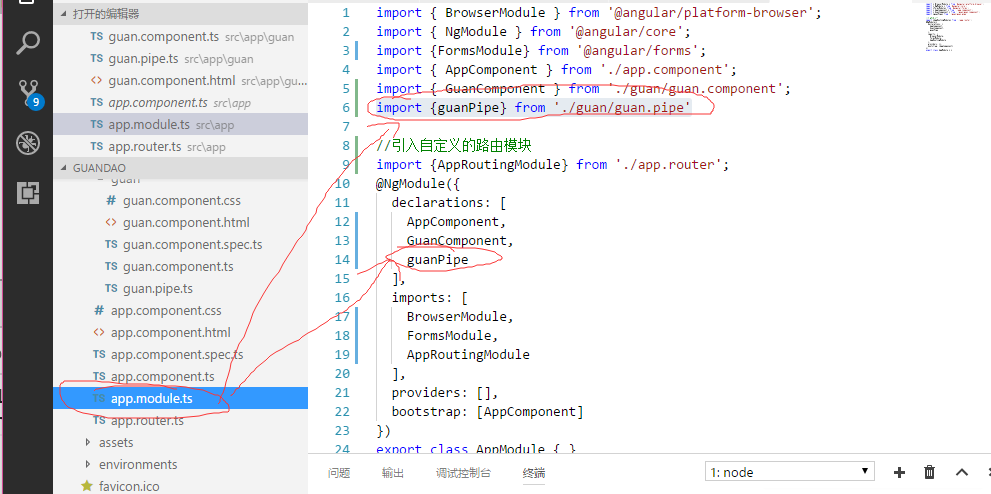 打开的编辑器
TS guan.component.ts src\app\guan
TS guan.pipe.ts src\app\guan
<> guan.component.html src\app\gu...
TS app.component.ts src\app
TS app.module.ts src\app
TS app.router.ts src\app
9
GUANDAO
guan
# guan.component.css
<> guan.component.html
TS guan.component.spec.ts
TS guan.component.ts
TS guan.pipe.ts
# app.component.css
<> app.component.html
TS app.component.spec.ts
TS app.component.ts
TS app.module.ts
TS app.router.ts
assets
environments
favicon.ico
1 import { BrowserModule } from '@angular/platform-browser';
2 import { NgModule } from '@angular/core';
3 import {FormsModule} from '@angular/forms';
4 import { AppComponent } from './app.component';
5 import { GuanComponent } from './guan/guan.component';
6 import {guanPipe} from './guan/guan.pipe'
7
8 //引入自定义的路由模块
9 import {AppRoutingModule} from './app.router';
10 @NgModule({
11 declarations: [
12 AppComponent,
13 GuanComponent,
14 guanPipe
15 ],
16 imports: [
17 BrowserModule,
18 FormsModule,
19 AppRoutingModule
20 ],
21 providers: [],
22 bootstrap: [AppComponent]
23 })
24 export class AppModule { }
问题 输出 调试控制台 终端 1: node